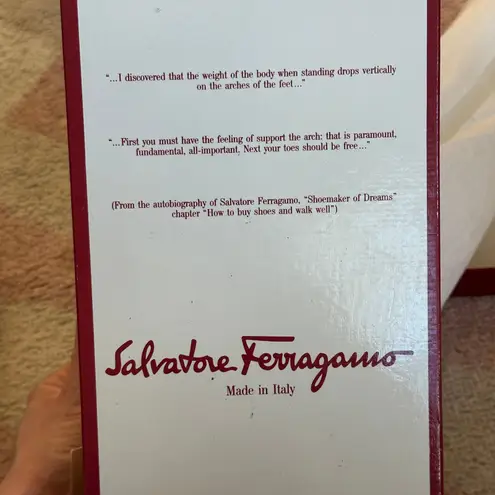 “...I discovered that the weight of the body when standing drops vertically
on the arches of the feet...”
“...First you must have the feeling of support the arch: that is paramount,
fundamental, all-important. Next your toes should be free...”
(From the autobiography of Salvatore Ferragamo, “Shoemaker of Dreams”
chapter “How to buy shoes and walk well”)
Salvatore Ferragamo
Made in Italy